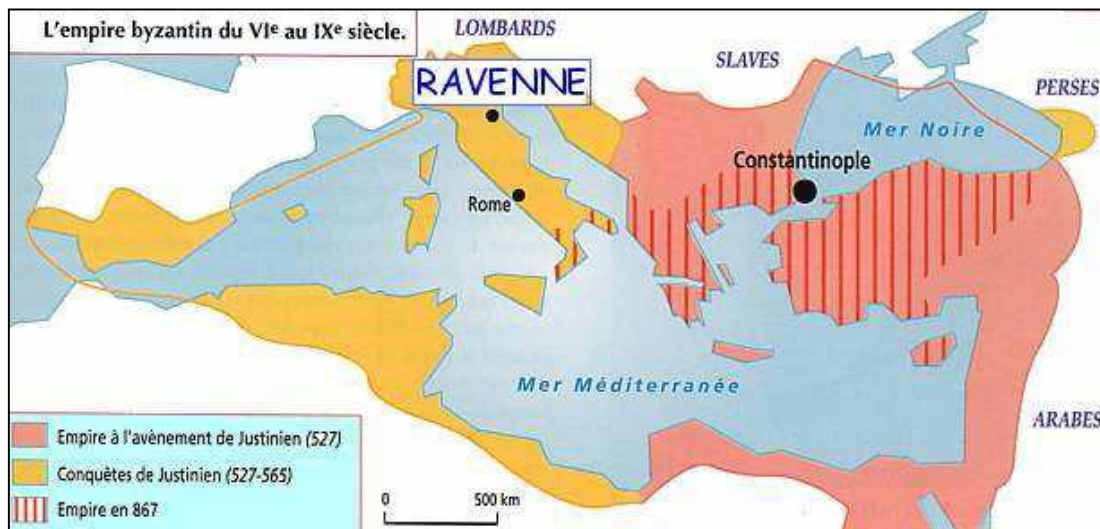 L'empire byzantin du VIe au IXe siècle.
LOMBARDS
SLAVES
RAVENNE
PERSES
Mer Noire
Constantinople
Rome
Mer Méditerranée
ARABES
Empire à l'avènement de Justinien (527)
Conquêtes de Justinien (527-565)
Empire en 867
0 500 km